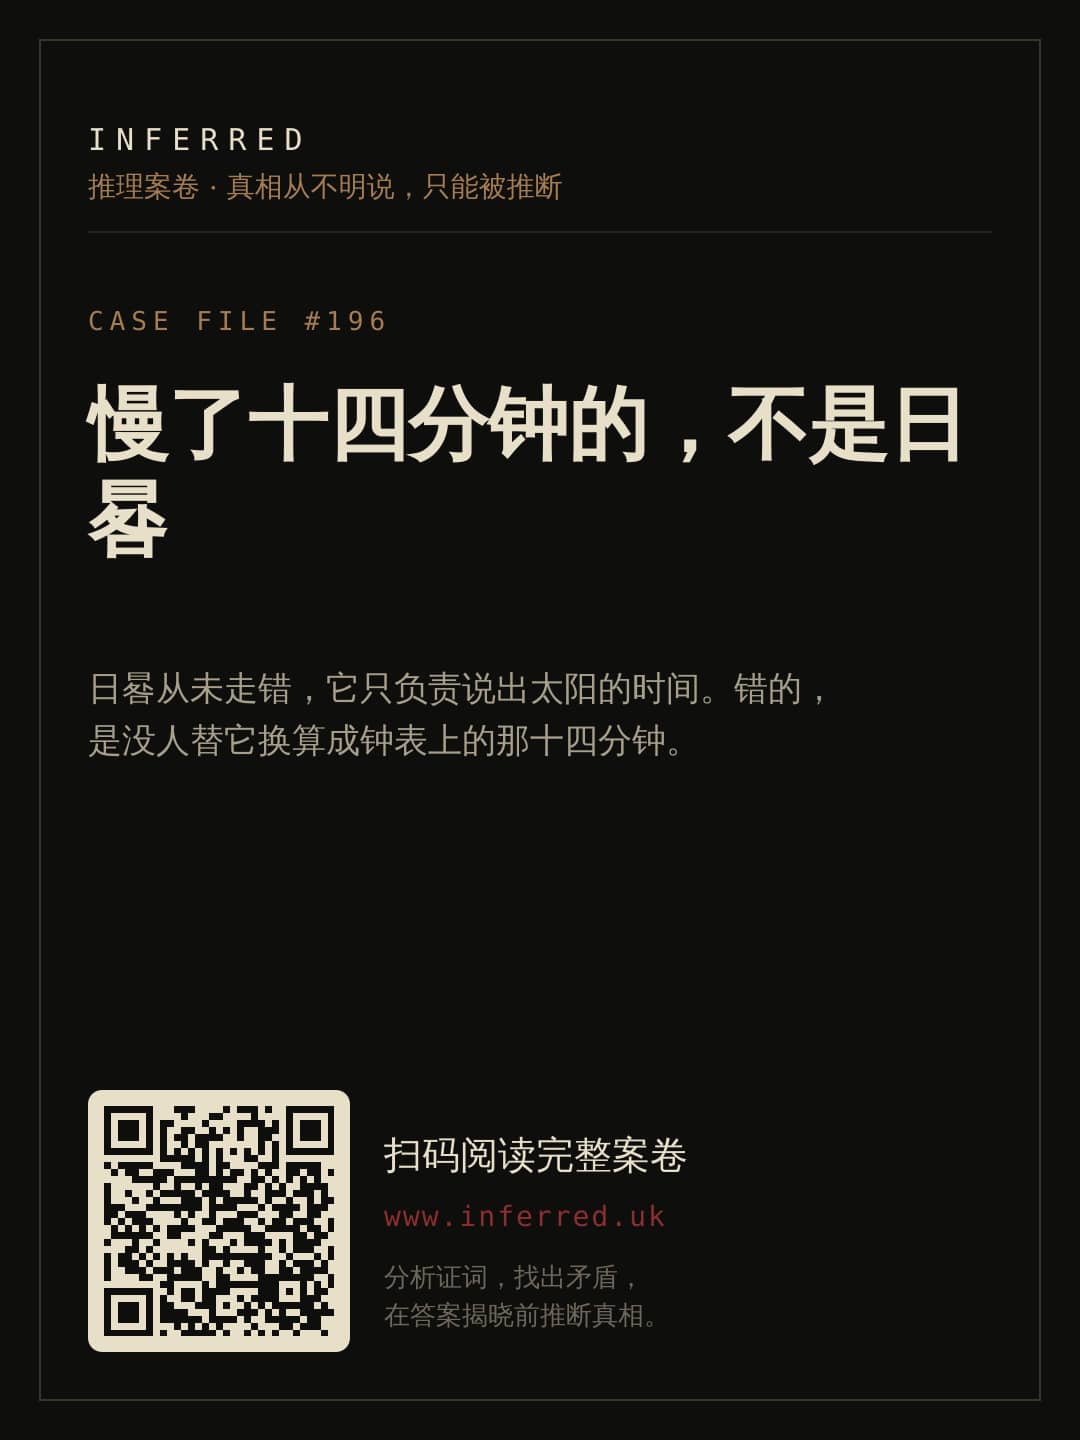 INFERRED
推理案卷 · 真相从不明说，只能被推断
CASE FILE #196
慢了十四分钟的，不是日
晷
日晷从未走错，它只负责说出太阳的时间。错的，
是没人替它换算成钟表上的那十四分钟。
扫码阅读完整案卷
www.inferred.uk
分析证词，找出矛盾，
在答案揭晓前推断真相。